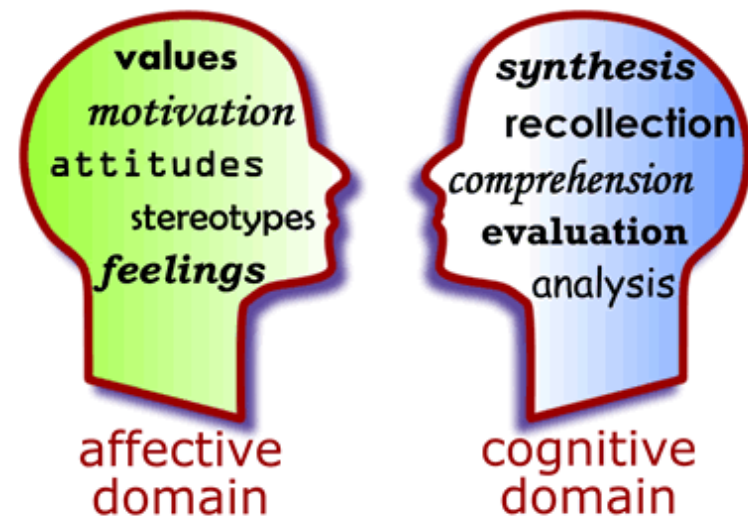 values
motivation
attitudes
stereotypes
feelings
affective
domain
synthesis
recollection
comprehension
evaluation
analysis
cognitive
domain